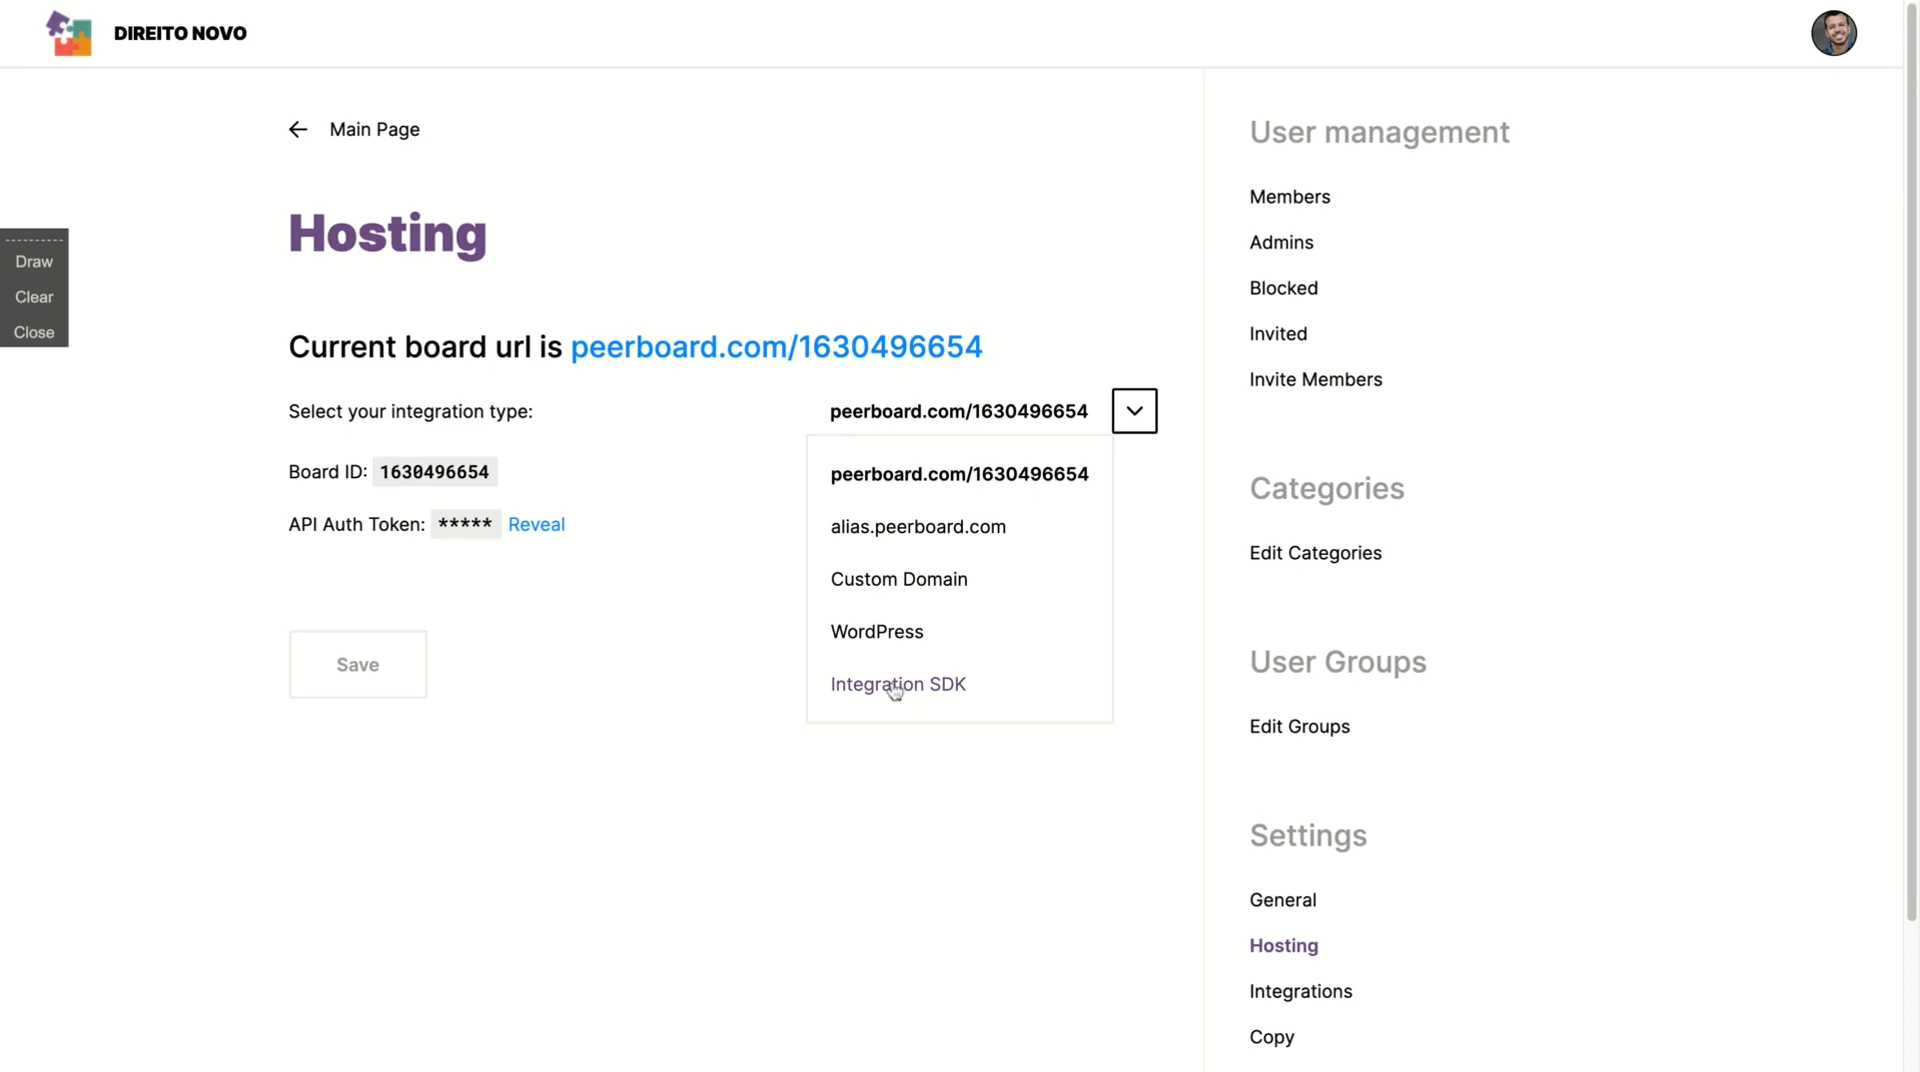 DIREITO NOVO
Main Page
Hosting
Draw
Clear
Close
Current board url is peerboard.com/1630496654
Select your integration type:
peerboard.com/1630496654
Board ID: 1630496654
API Auth Token: ***** Reveal
peerboard.com/1630496654
alias.peerboard.com
Custom Domain
WordPress
Integration SDK
Save
User management
Members
Admins
Blocked
Invited
Invite Members
Categories
Edit Categories
User Groups
Edit Groups
Settings
General
Hosting
Integrations
Copy